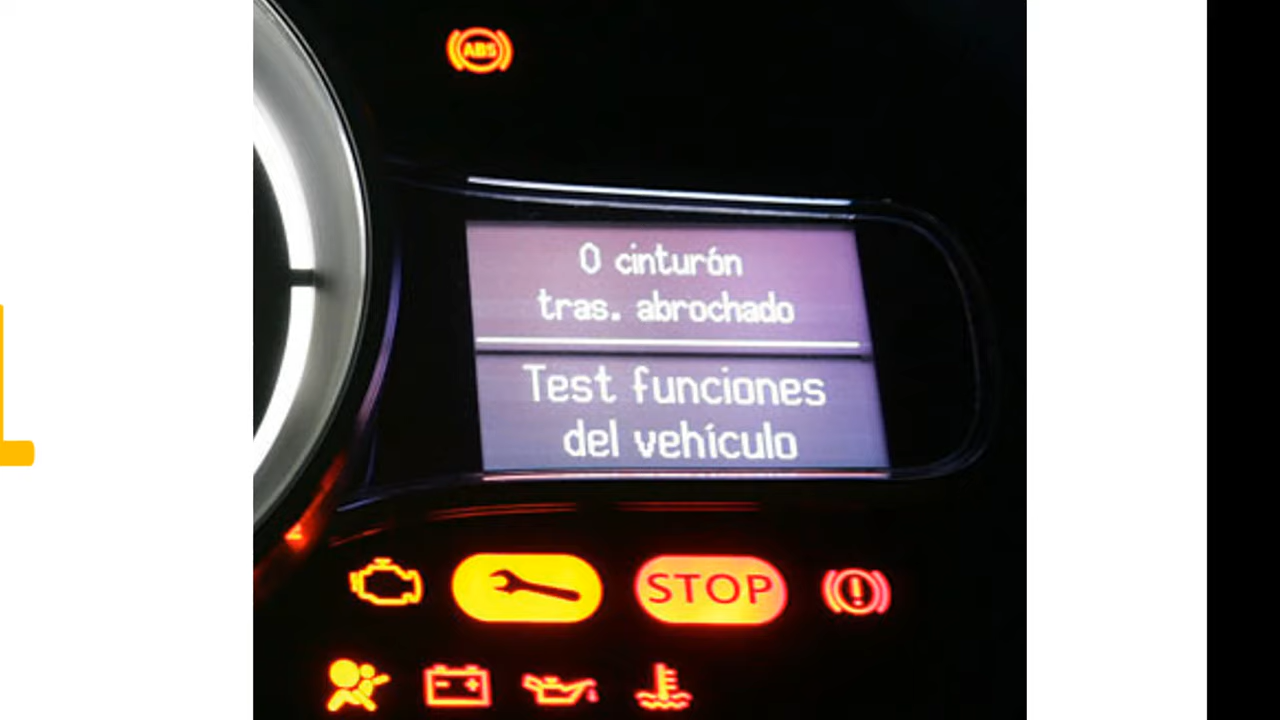 ABS
0 cinturón
tras. abrochado
Test funciones
del vehículo
STOP